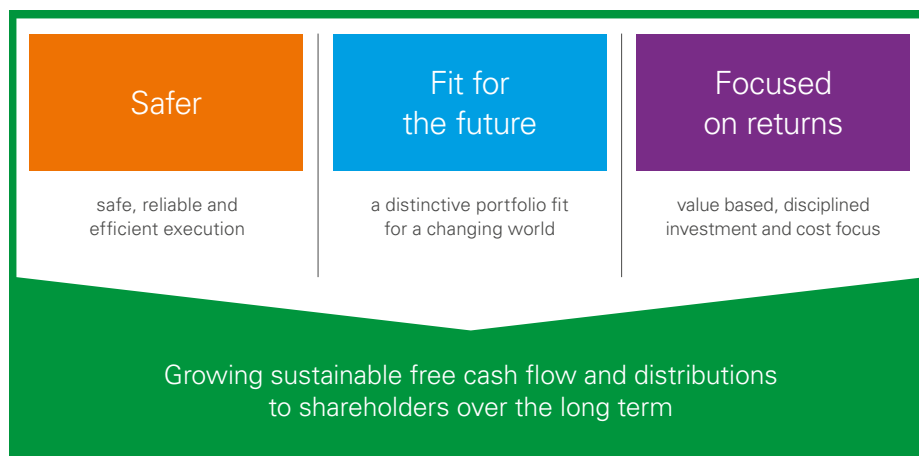 Safer
safe, reliable and
efficient execution
Fit for
the future
a distinctive portfolio fit
for a changing world
Focused
on returns
value based, disciplined
investment and cost focus
Growing sustainable free cash flow and distributions
to shareholders over the long term